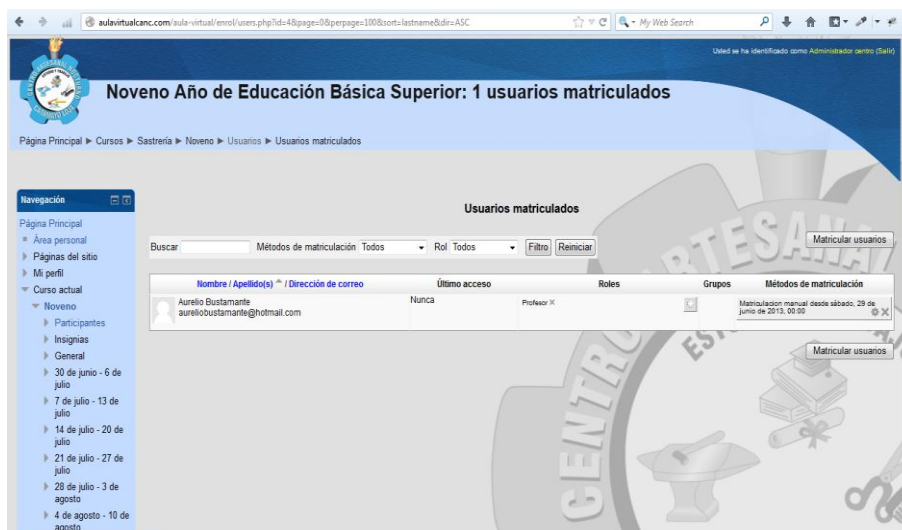 aulavirtualcanc.com/aula-virtual/enrol/users.php?id=4&page=0&perpage=100&sort=lastname&dir=ASC
My Web Search
Usted se ha identificado como Administrador centro (Salir)
Noveno Año de Educación Básica Superior: 1 usuarios matriculados
Página Principal ► Cursos ► Sastrería ► Noveno ► Usuarios ► Usuarios matriculados
Navegación
Página Principal
Área personal
Páginas del sitio
Mi perfil
Curso actual
Noveno
Participantes
Insignias
General
30 de junio - 6 de
julio
7 de julio - 13 de
julio
14 de julio - 20 de
julio
21 de julio - 27 de
julio
28 de julio - 3 de
agosto
4 de agosto - 10 de
agosto
Usuarios matriculados
Matricular usuarios
Buscar Métodos de matriculación Todos Rol Todos Filtro Reiniciar
Nombre / Apellido(s) / Dirección de correo Último acceso Roles Grupos Métodos de matriculación
Aurelio Bustamante
aureliobustamante@hotmail.com
Nunca
Profesor
Matriculacion manual desde sábado, 29 de
junio de 2013, 00:00
Matricular usuarios